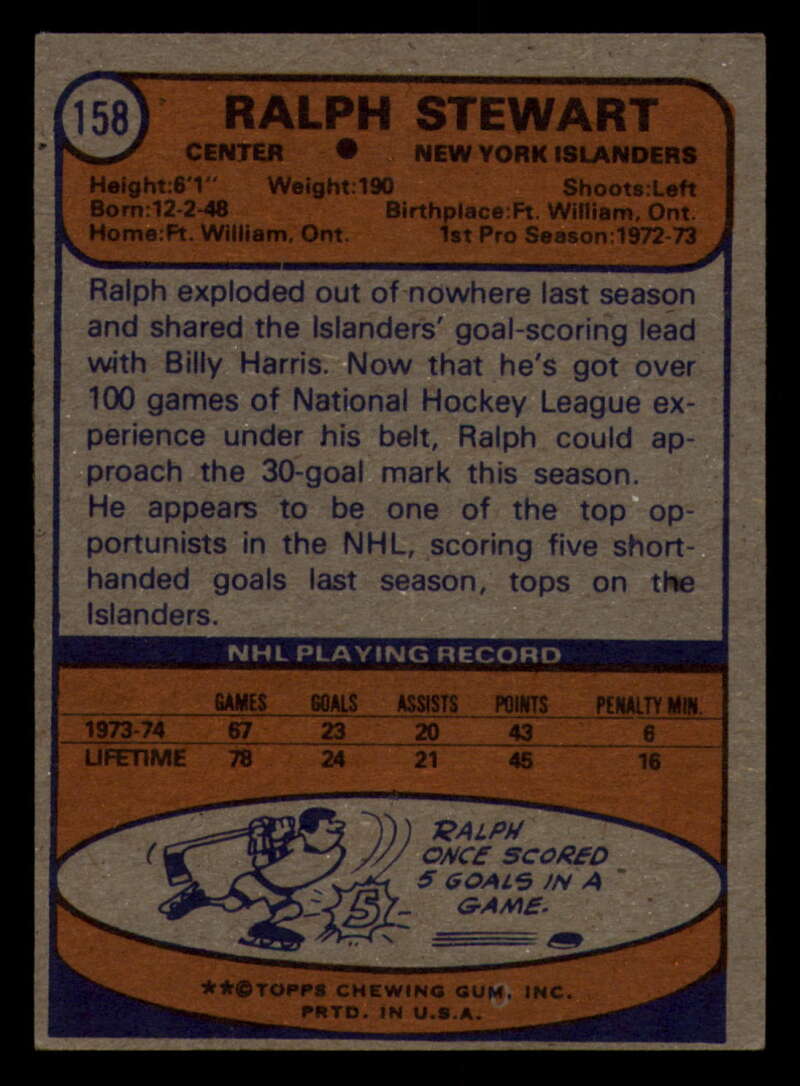 158
RALPH STEWART
CENTER ● NEW YORK ISLANDERS
Height:6'1" Weight:190 Shoots:Left
Born:12-2-48 Birthplace:Ft. William, Ont.
Home:Ft. William, Ont. 1st Pro Season:1972-73
Ralph exploded out of nowhere last season
and shared the Islanders' goal-scoring lead
with Billy Harris. Now that he's got over
100 games of National Hockey League ex-
perience under his belt, Ralph could ap-
proach the 30-goal mark this season.
He appears to be one of the top op-
portunists in the NHL, scoring five short-
handed goals last season, tops on the
Islanders.
NHL PLAYING RECORD
GAMES GOALS ASSISTS POINTS PENALTY MIN.
1973-74 67 23 20 43 6
LIFETIME 78 24 21 45 16
RALPH
ONCE SCORED
5 GOALS IN A
GAME.
5
**©TOPPS CHEWING GUM, INC.
PRTD. IN U.S.A.